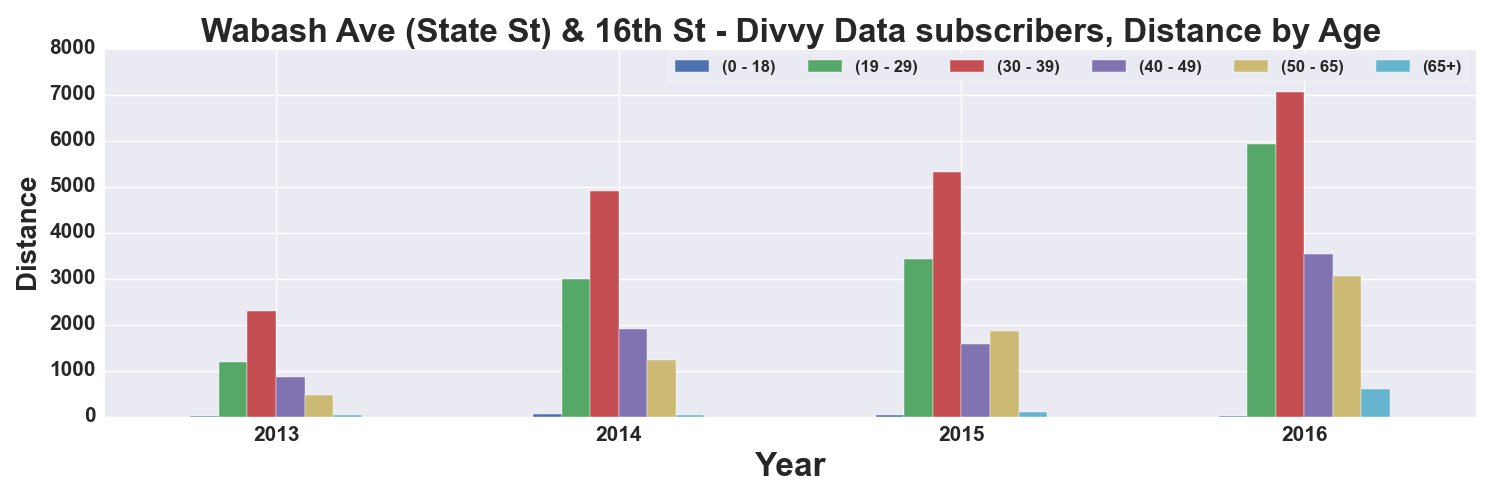 Wabash Ave (State St) & 16th St - Divvy Data subscribers, Distance by Age
(0 - 18) (19 - 29) (30 - 39) (40 - 49) (50 - 65) (65+)
Distance
8000
7000
6000
5000
4000
3000
2000
1000
0
2013 2014 2015 2016
Year